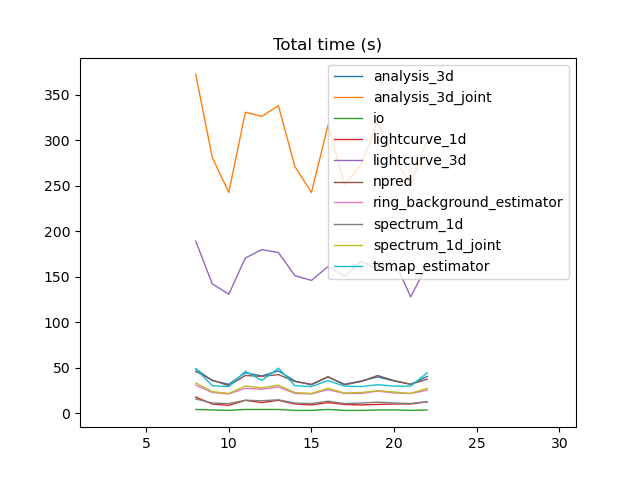 Total time (s)
350
300
250
200
150
100
50
0
5
10
15
20
25
30
analysis_3d
analysis_3d_joint
io
lightcurve_1d
lightcurve_3d
npred
ring_background_estimator
spectrum_1d
spectrum_1d_joint
tsmap_estimator